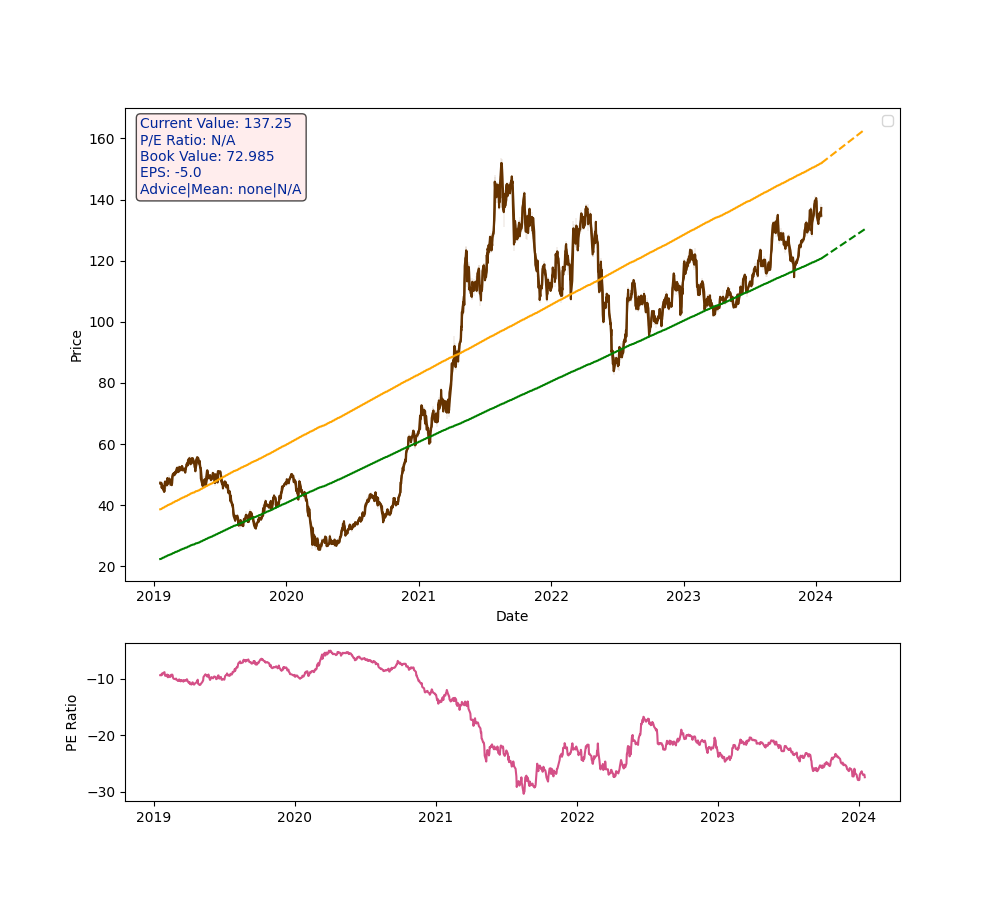 Current Value: 137.25
P/E Ratio: N/A
Book Value: 72.985
EPS: -5.0
Advice|Mean: none|N/A
160
140
120
100
80
60
40
20
Price
2019 2020 2021 2022 2023 2024
Date
−10
−20
−30
PE Ratio
2019 2020 2021 2022 2023 2024